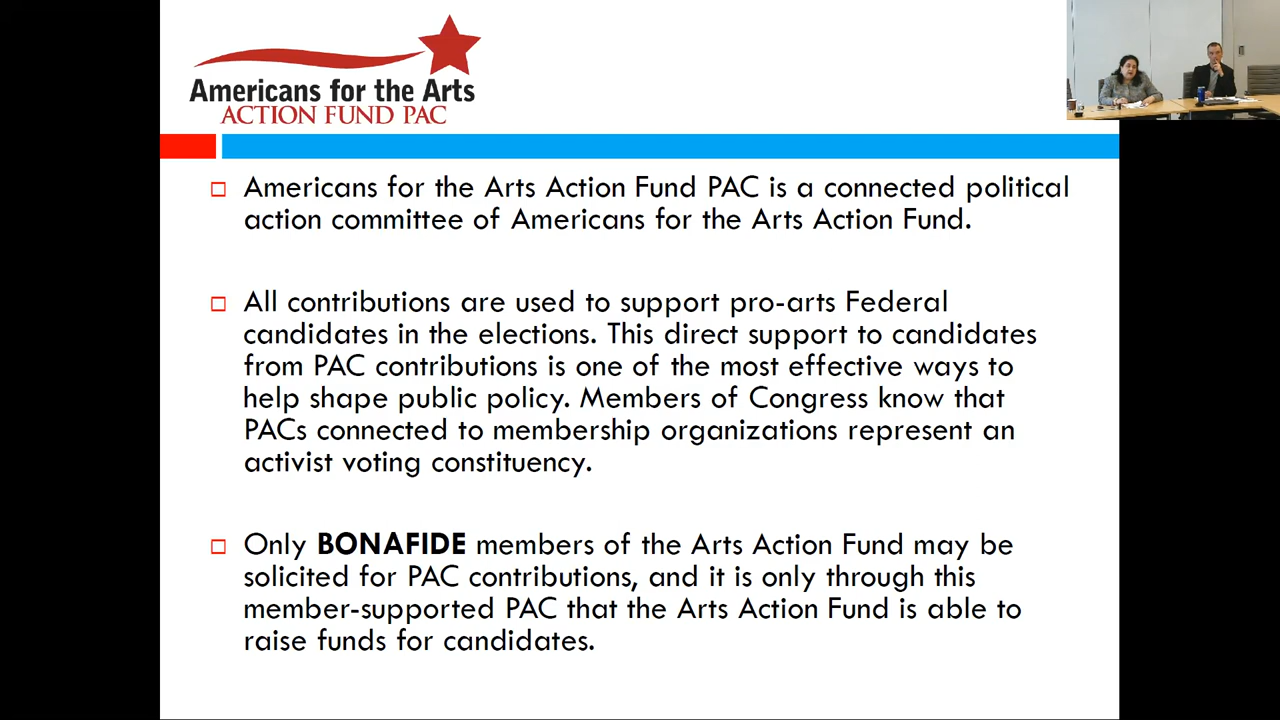 Americans for the Arts
ACTION FUND PAC
Americans for the Arts Action Fund PAC is a connected political
action committee of Americans for the Arts Action Fund.
All contributions are used to support pro-arts Federal
candidates in the elections. This direct support to candidates
from PAC contributions is one of the most effective ways to
help shape public policy. Members of Congress know that
PACs connected to membership organizations represent an
activist voting constituency.
Only BONAFIDE members of the Arts Action Fund may be
solicited for PAC contributions, and it is only through this
member-supported PAC that the Arts Action Fund is able to
raise funds for candidates.